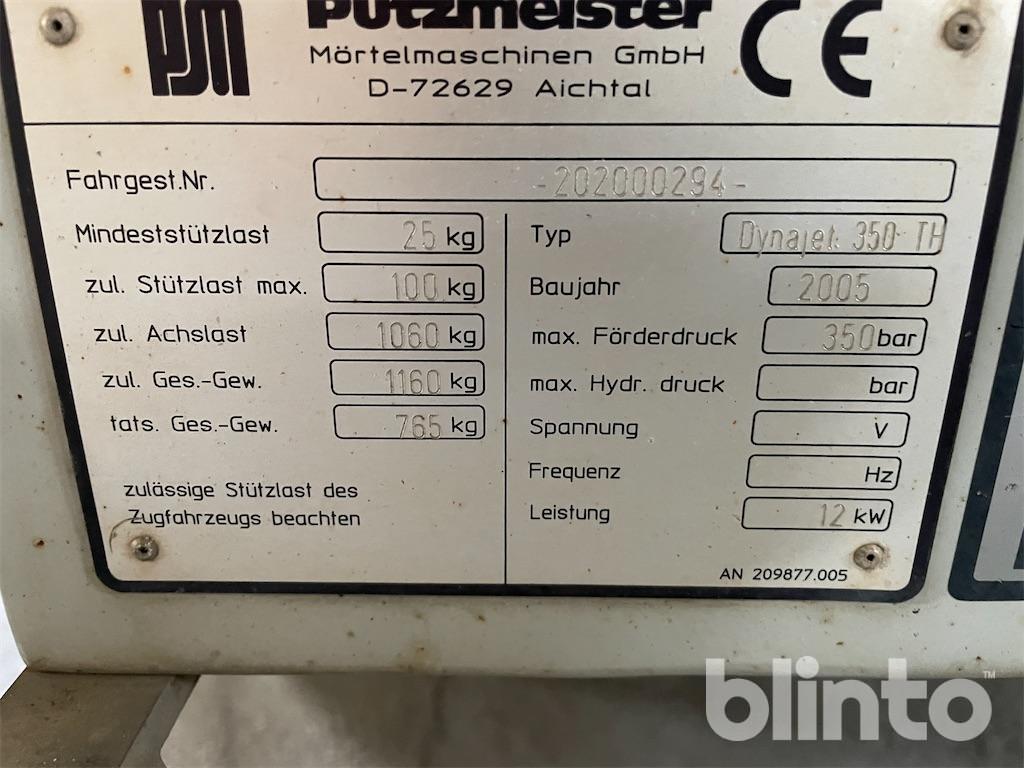 PM Putzmeister CE
Mörtelmaschinen GmbH
D-72629 Aichtal
Fahrgest.Nr. -202000294-
Mindeststützlast 25 kg
zul. Stützlast max. 100 kg
zul. Achslast 1060 kg
zul. Ges.-Gew. 1160 kg
tats. Ges.-Gew. 765 kg
zulässige Stützlast des
Zugfahrzeugs beachten
Typ Dynajet 350 TH
Baujahr 2005
max. Förderdruck 350 bar
max. Hydr. druck bar
Spannung V
Frequenz Hz
Leistung 12 kW
AN 209877.005
blinto™